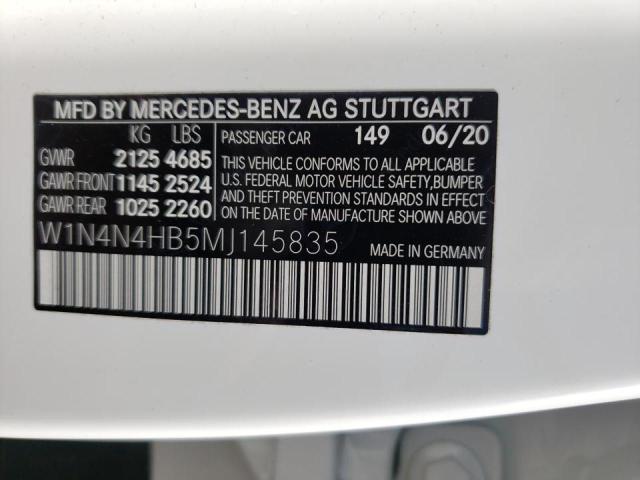 MFD BY MERCEDES-BENZ AG STUTTGART
KG LBS
GVWR 2125 4685
GAWR FRONT 1145 2524
GAWR REAR 1025 2260
PASSENGER CAR 149 06/20
THIS VEHICLE CONFORMS TO ALL APPLICABLE
U.S. FEDERAL MOTOR VEHICLE SAFETY, BUMPER
AND THEFT PREVENTION STANDARDS IN EFFECT
ON THE DATE OF MANUFACTURE SHOWN ABOVE
W1N4N4HB5MJ145835
MADE IN GERMANY